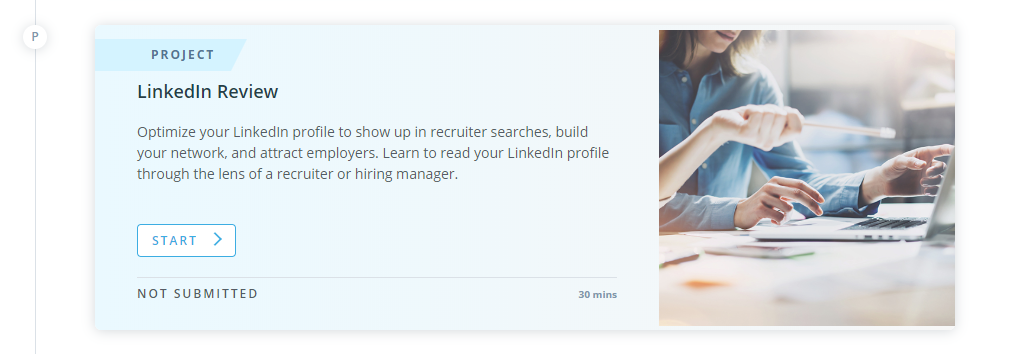 P
PROJECT
LinkedIn Review
Optimize your LinkedIn profile to show up in recruiter searches, build
your network, and attract employers. Learn to read your LinkedIn profile
through the lens of a recruiter or hiring manager.
START
NOT SUBMITTED
30 mins